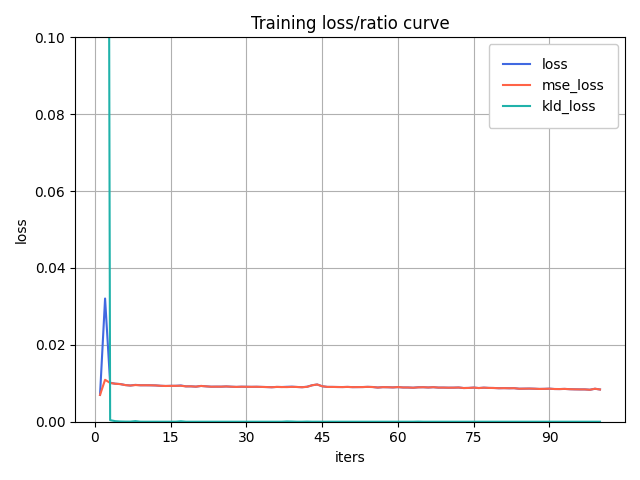 Training loss/ratio curve
0.10
0.08
0.06
0.04
0.02
0.00
loss
loss
mse_loss
kld_loss
0 15 30 45 60 75 90
iters